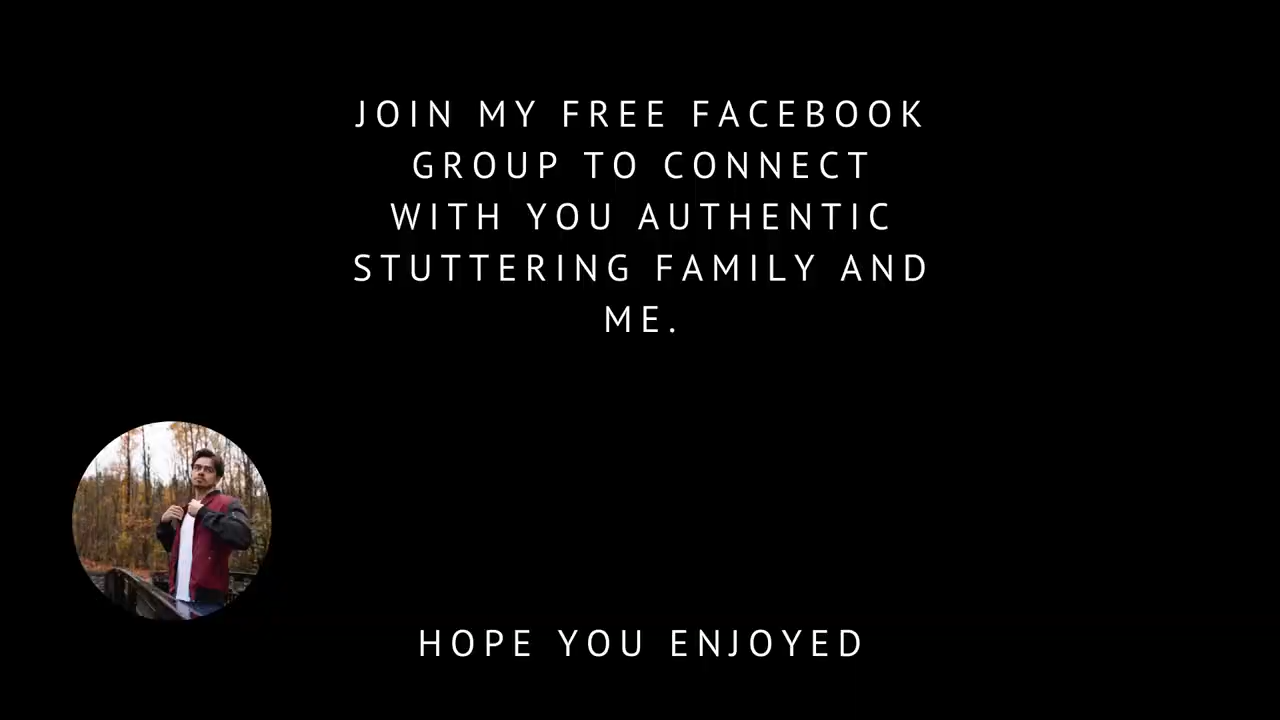 JOIN MY FREE FACEBOOK
GROUP TO CONNECT
WITH YOU AUTHENTIC
STUTTERING FAMILY AND
ME.
HOPE YOU ENJOYED